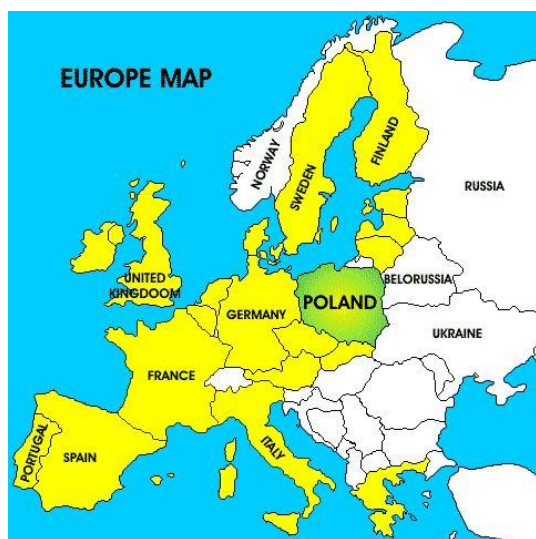 EUROPE MAP
NORWAY
SWEDEN
FINLAND
RUSSIA
UNITED
KINGDOOM
BELORUSSIA
POLAND
GERMANY
UKRAINE
FRANCE
PORTUGAL
SPAIN
ITALY